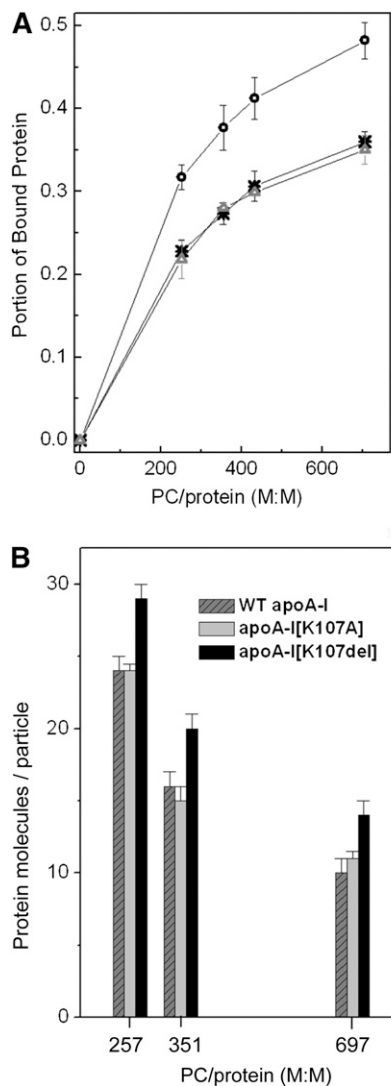 A
0.5
0.4
0.3
0.2
0.1
0.0
Portion of Bound Protein
0 200 400 600
PC/protein (M:M)
B
30
20
10
0
Protein molecules / particle
WT apoA-I
apoA-I[K107A]
apoA-I[K107del]
257 351 697
PC/protein (M:M)